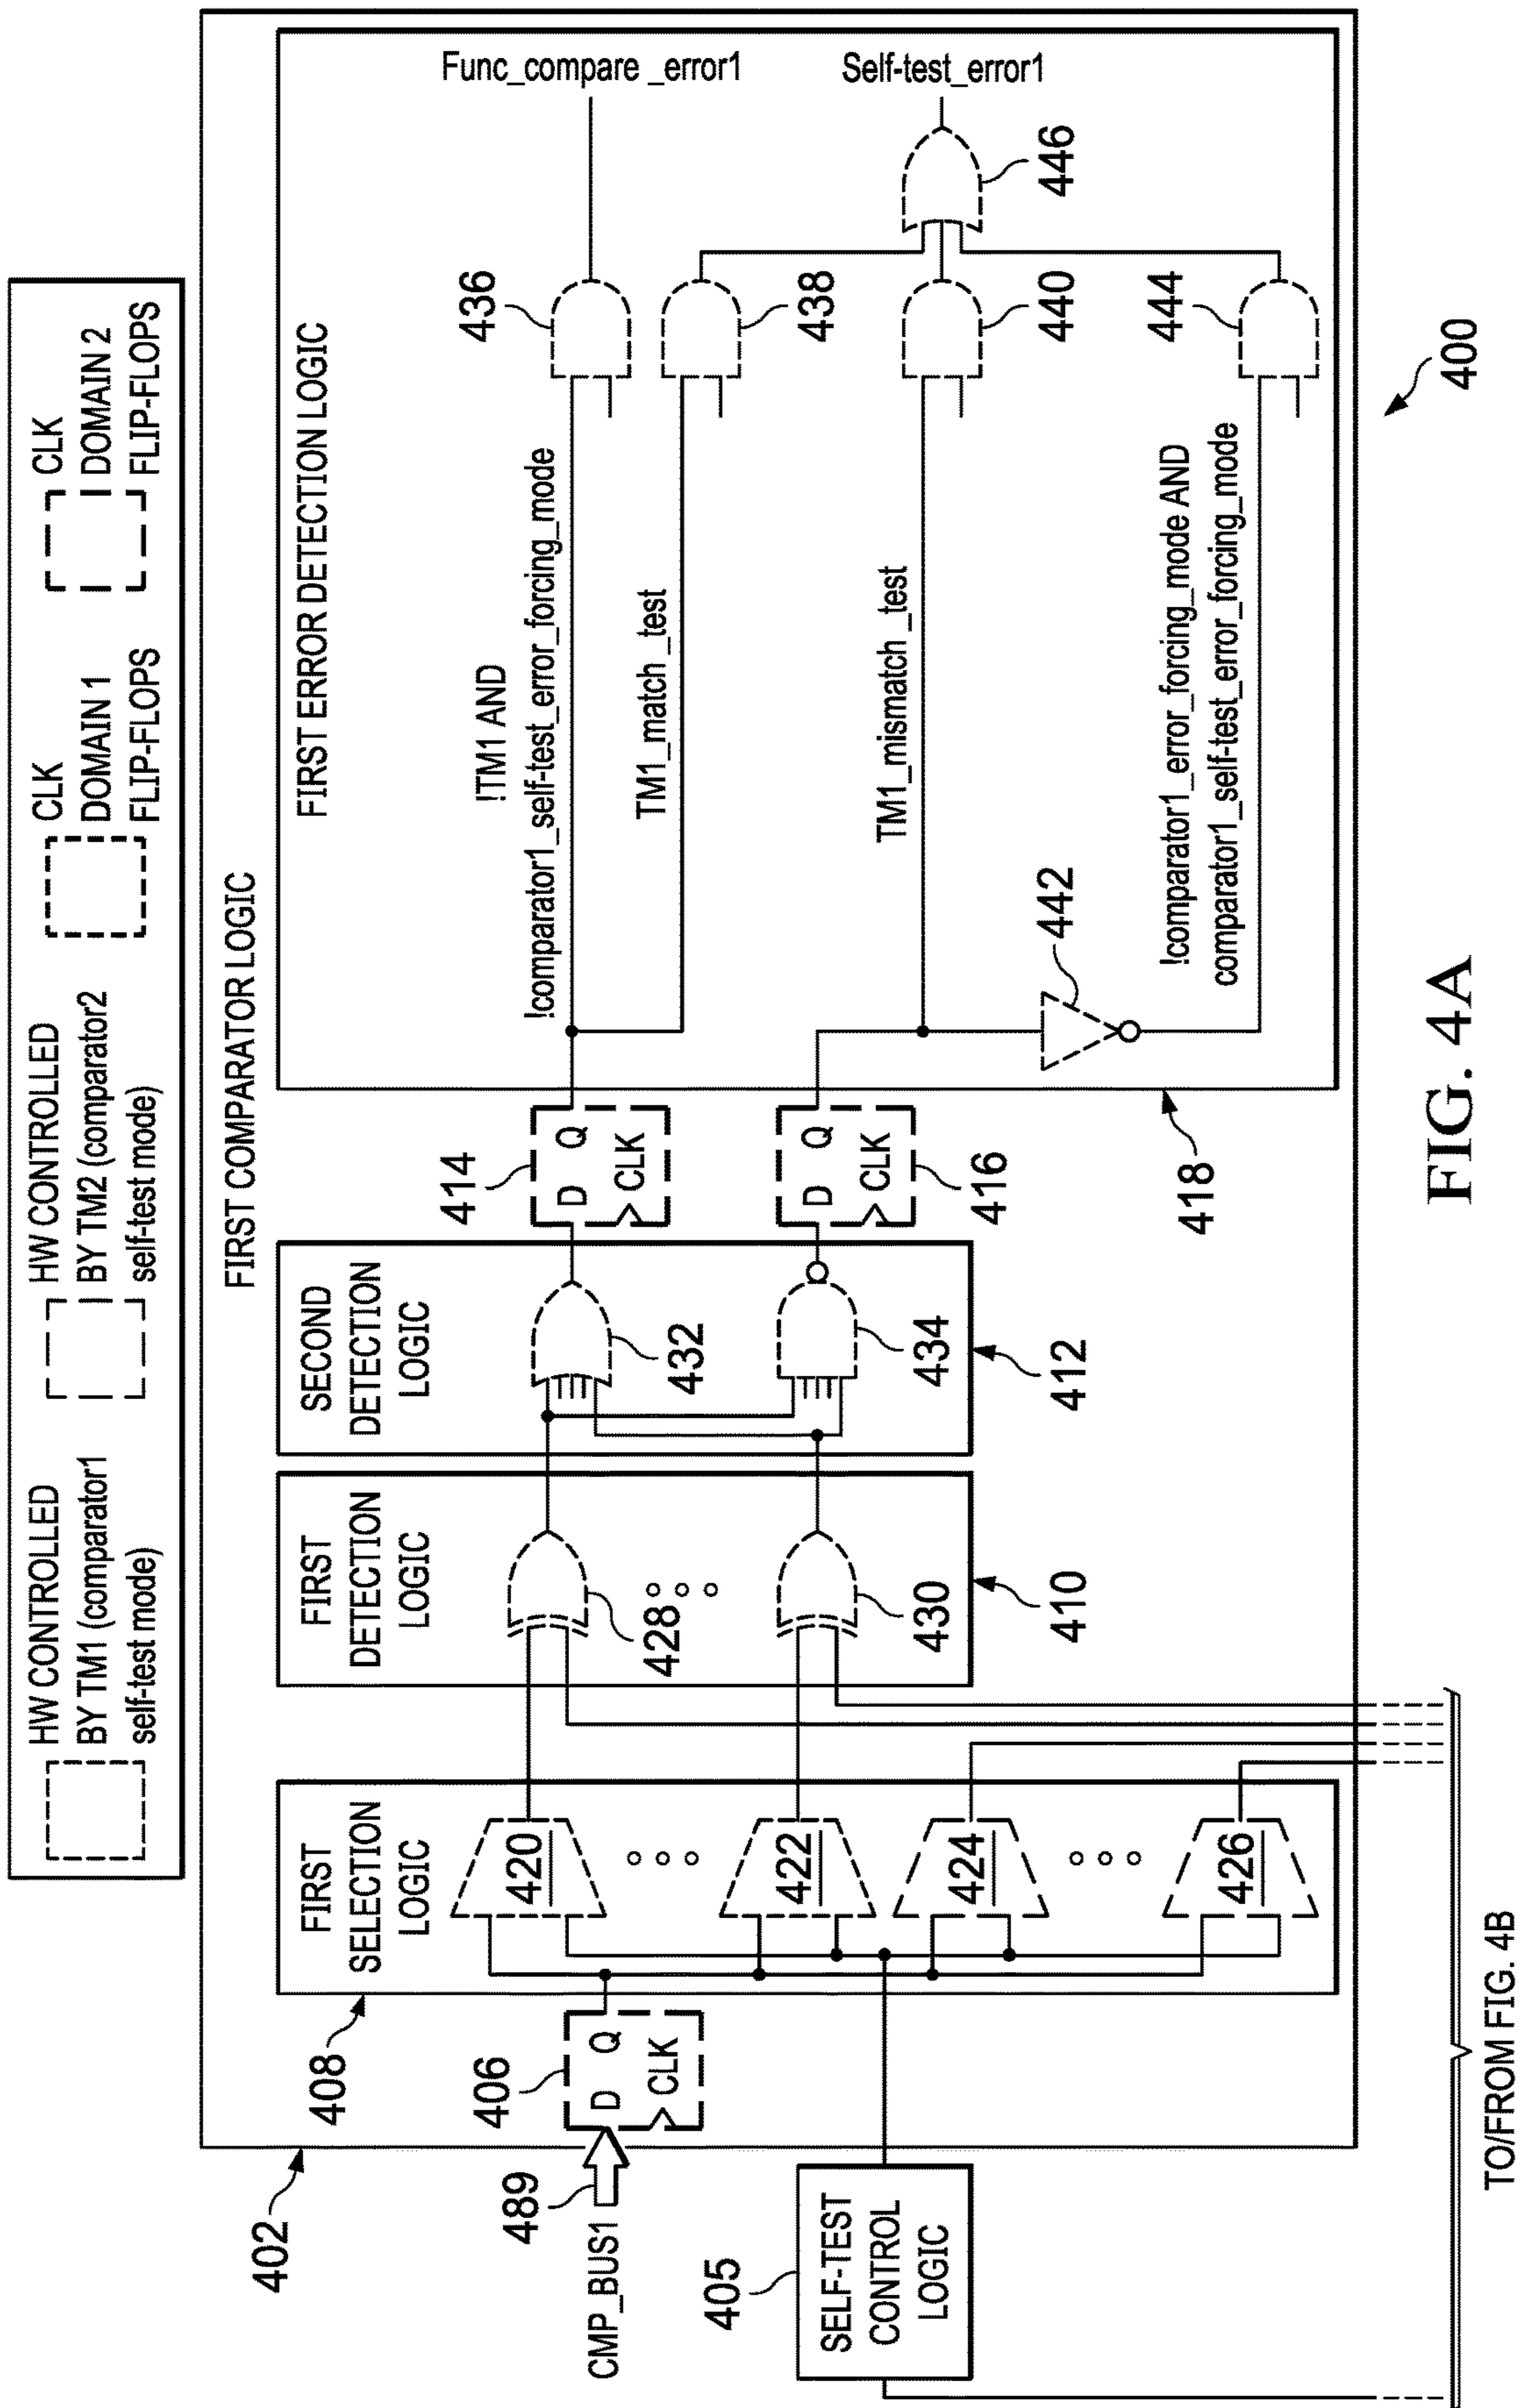 HW CONTROLLED
BY TM1 (comparator1
self-test mode)
HW CONTROLLED
BY TM2 (comparator2
self-test mode)
CLK
DOMAIN 1
FLIP-FLOPS
CLK
DOMAIN 2
FLIP-FLOPS
402
FIRST COMPARATOR LOGIC
408
FIRST
SELECTION
LOGIC
FIRST
DETECTION
LOGIC
SECOND
DETECTION
LOGIC
FIRST ERROR DETECTION LOGIC
489
CMP_BUS1
406
D Q
CLK
420
422
424
426
428
430
410
432
434
412
414
D Q
CLK
416
D Q
CLK
418
!TM1 AND
!comparator1_self-test_error_forcing_mode
TM1_match _test
TM1_mismatch _test
442
!comparator1_error_forcing_mode AND
comparator1_self-test_error_forcing_mode
436
438
440
444
446
Func_compare _error1
Self-test_error1
405
SELF-TEST
CONTROL
LOGIC
TO/FROM FIG. 4B
400
FIG. 4A